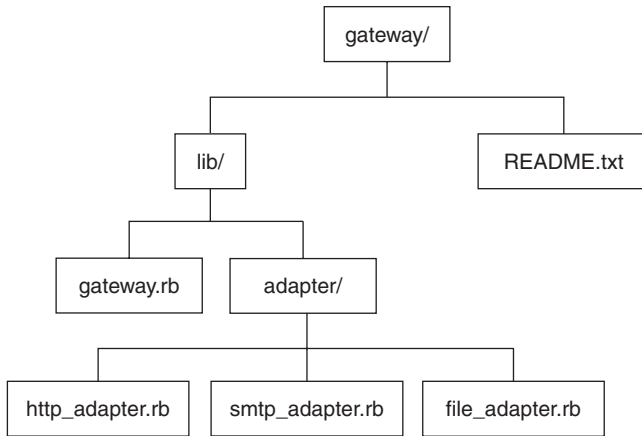 gateway/
lib/
README.txt
gateway.rb
adapter/
http_adapter.rb
smtp_adapter.rb
file_adapter.rb